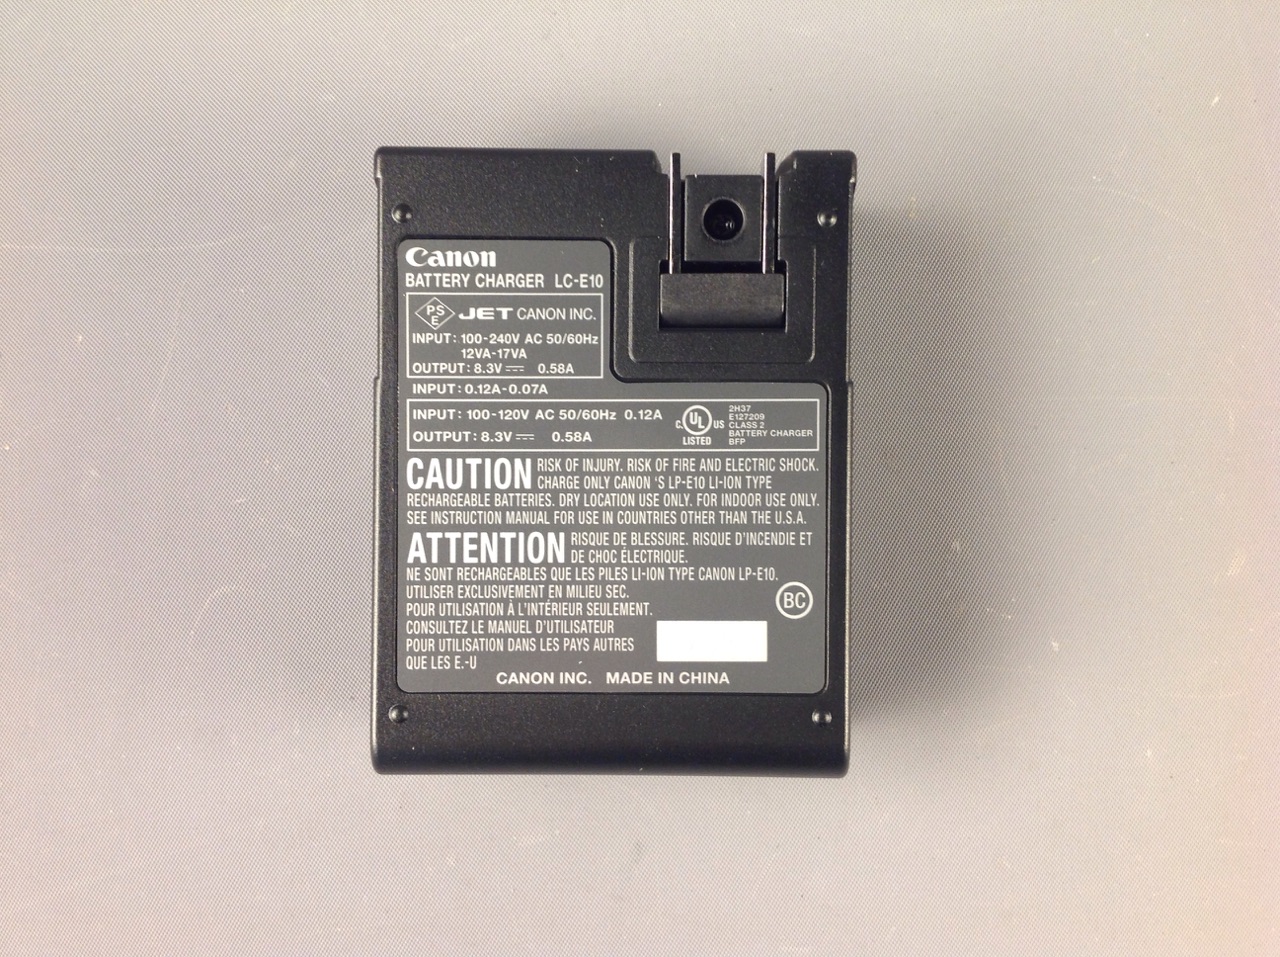 Canon
BATTERY CHARGER LC-E10
PS
E
JET CANON INC.
INPUT: 100-240V AC 50/60Hz
12VA-17VA
OUTPUT: 8.3V ⎓ 0.58A
INPUT: 0.12A-0.07A
INPUT: 100-120V AC 50/60Hz 0.12A
OUTPUT: 8.3V ⎓ 0.58A
C UL US
LISTED
2H37
E127209
CLASS 2
BATTERY CHARGER
BFP
CAUTION RISK OF INJURY. RISK OF FIRE AND ELECTRIC SHOCK.
CHARGE ONLY CANON 'S LP-E10 LI-ION TYPE
RECHARGEABLE BATTERIES. DRY LOCATION USE ONLY. FOR INDOOR USE ONLY.
SEE INSTRUCTION MANUAL FOR USE IN COUNTRIES OTHER THAN THE U.S.A.
ATTENTION RISQUE DE BLESSURE. RISQUE D'INCENDIE ET
DE CHOC ÉLECTRIQUE.
NE SONT RECHARGEABLES QUE LES PILES LI-ION TYPE CANON LP-E10.
UTILISER EXCLUSIVEMENT EN MILIEU SEC.
POUR UTILISATION À L'INTÉRIEUR SEULEMENT.
CONSULTEZ LE MANUEL D'UTILISATEUR
POUR UTILISATION DANS LES PAYS AUTRES
QUE LES E.-U
BC
CANON INC. MADE IN CHINA